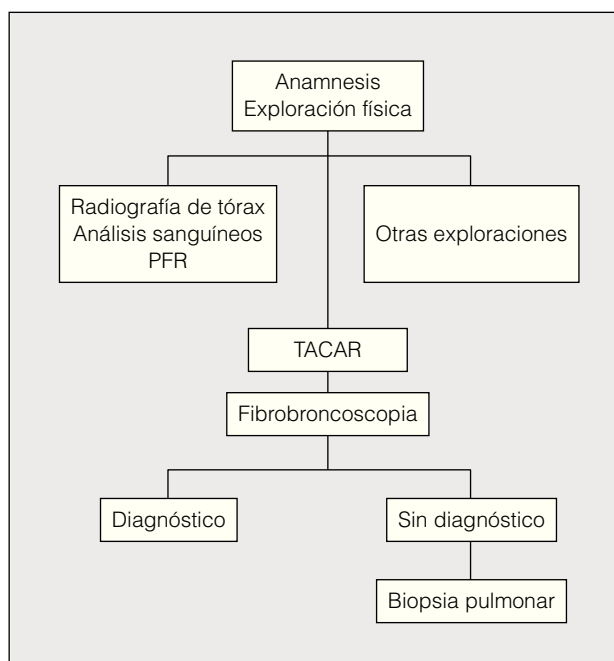 Anamnesis
Exploración física
Radiografía de tórax
Análisis sanguíneos
PFR
Otras exploraciones
TACAR
Fibrobroncoscopia
Diagnóstico
Sin diagnóstico
Biopsia pulmonar